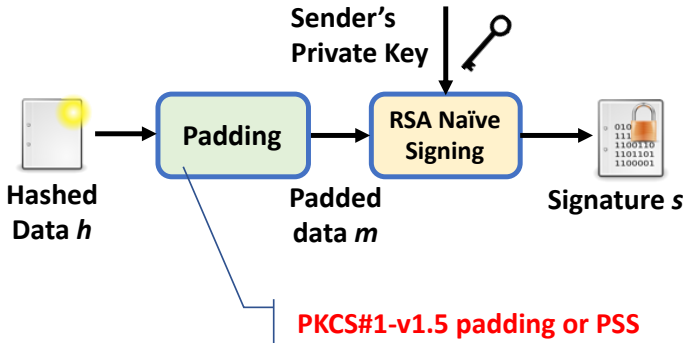 Sender's
Private Key
Padding
RSA Naïve
Signing
010
111
1100110
1101101
1100001
Hashed
Data h
Padded
data m
Signature s
PKCS#1-v1.5 padding or PSS